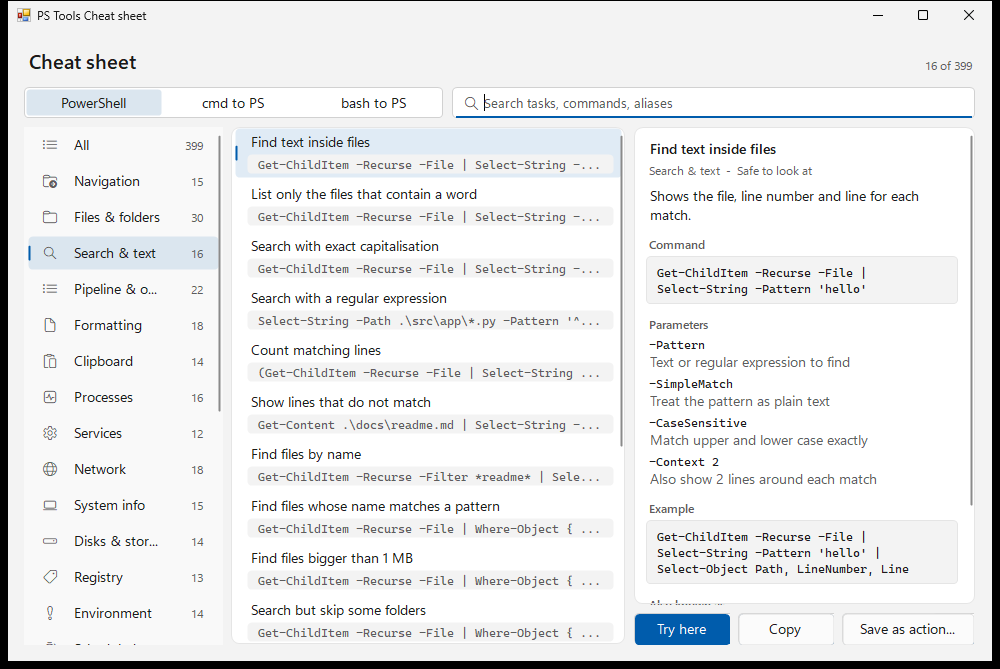 PS Tools Cheat sheet
Cheat sheet
16 of 399
PowerShell
cmd to PS
bash to PS
Search tasks, commands, aliases
All 399
Navigation 15
Files & folders 30
Search & text 16
Pipeline & o... 22
Formatting 18
Clipboard 14
Processes 16
Services 12
Network 18
System info 15
Disks & stor... 14
Registry 13
Environment 14
Find text inside files
Get-ChildItem -Recurse -File | Select-String -...
List only the files that contain a word
Get-ChildItem -Recurse -File | Select-String -...
Search with exact capitalisation
Get-ChildItem -Recurse -File | Select-String -...
Search with a regular expression
Select-String -Path .\src\app\*.py -Pattern '^...
Count matching lines
(Get-ChildItem -Recurse -File | Select-String ...
Show lines that do not match
Get-Content .\docs\readme.md | Select-String -...
Find files by name
Get-ChildItem -Recurse -Filter *readme* | Sele...
Find files whose name matches a pattern
Get-ChildItem -Recurse -File | Where-Object { ...
Find files bigger than 1 MB
Get-ChildItem -Recurse -File | Where-Object { ...
Search but skip some folders
Get-ChildItem -Recurse -File | Where-Object { ...
Find text inside files
Search & text - Safe to look at
Shows the file, line number and line for each
match.
Command
Get-ChildItem -Recurse -File |
Select-String -Pattern 'hello'
Parameters
-Pattern
Text or regular expression to find
-SimpleMatch
Treat the pattern as plain text
-CaseSensitive
Match upper and lower case exactly
-Context 2
Also show 2 lines around each match
Example
Get-ChildItem -Recurse -File |
Select-String -Pattern 'hello' |
Select-Object Path, LineNumber, Line
Try here
Copy
Save as action...